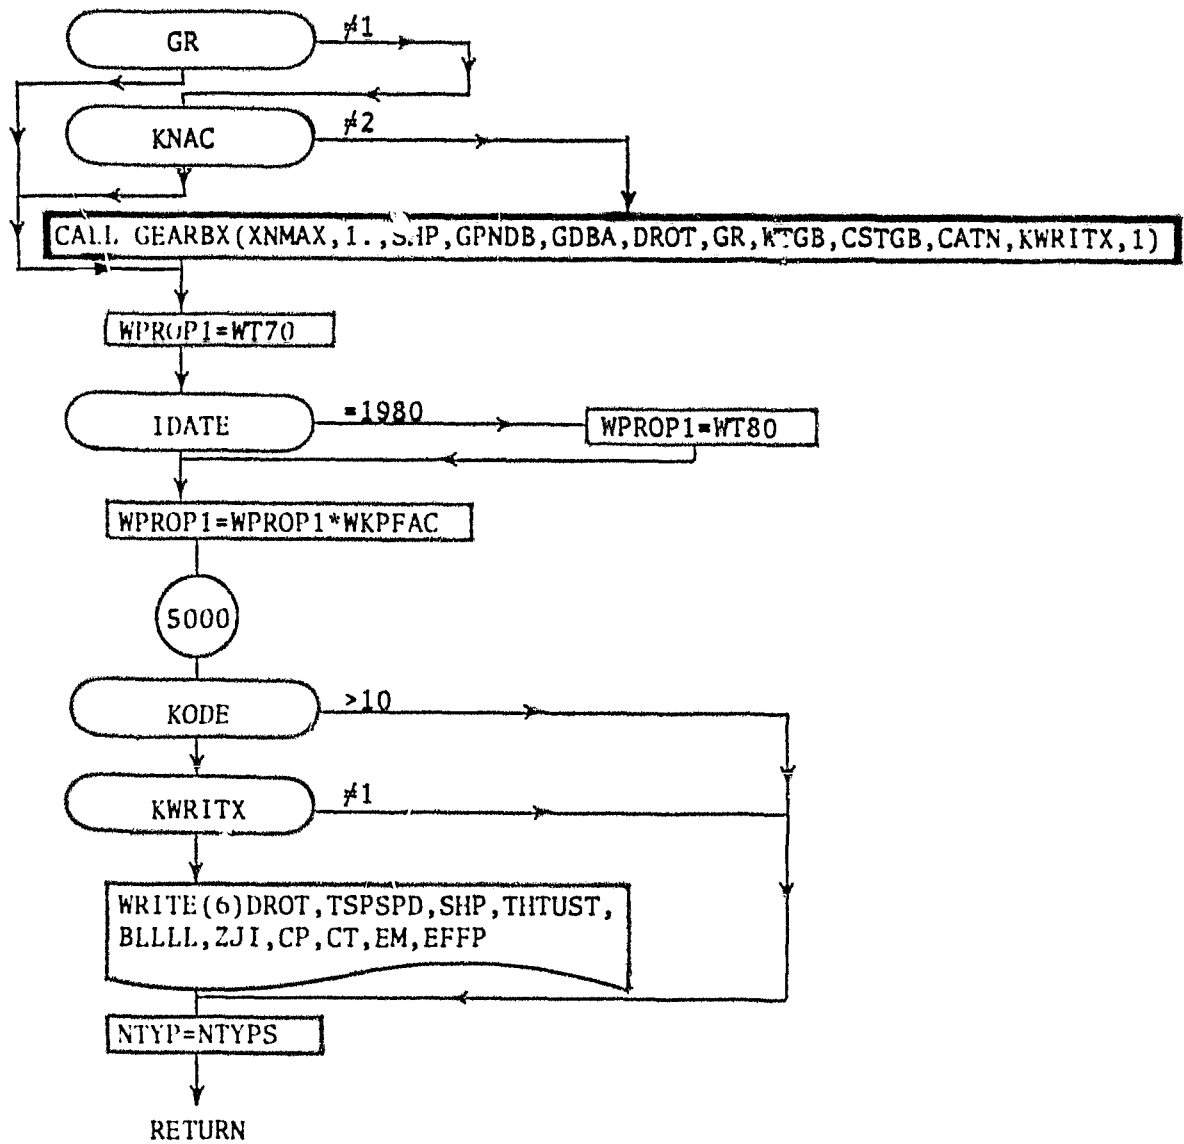 GR
≠1
KNAC
≠2
CALL GEARBX(XNMAX,1.,SHP,GPNDB,GDBA,DROT,GR,WTGB,CSTGB,CATN,KWRITX,1)
WPROP1=WT70
IDATE
=1980
WPROP1=WT80
WPROP1=WPROP1*WKPFAC
5000
KODE
>10
KWRITX
≠1
WRITE(6)DROT,TSPSPD,SHP,THTUST,
BLLLL,ZJI,CP,CT,EM,EFFP
NTYP=NTYPS
RETURN